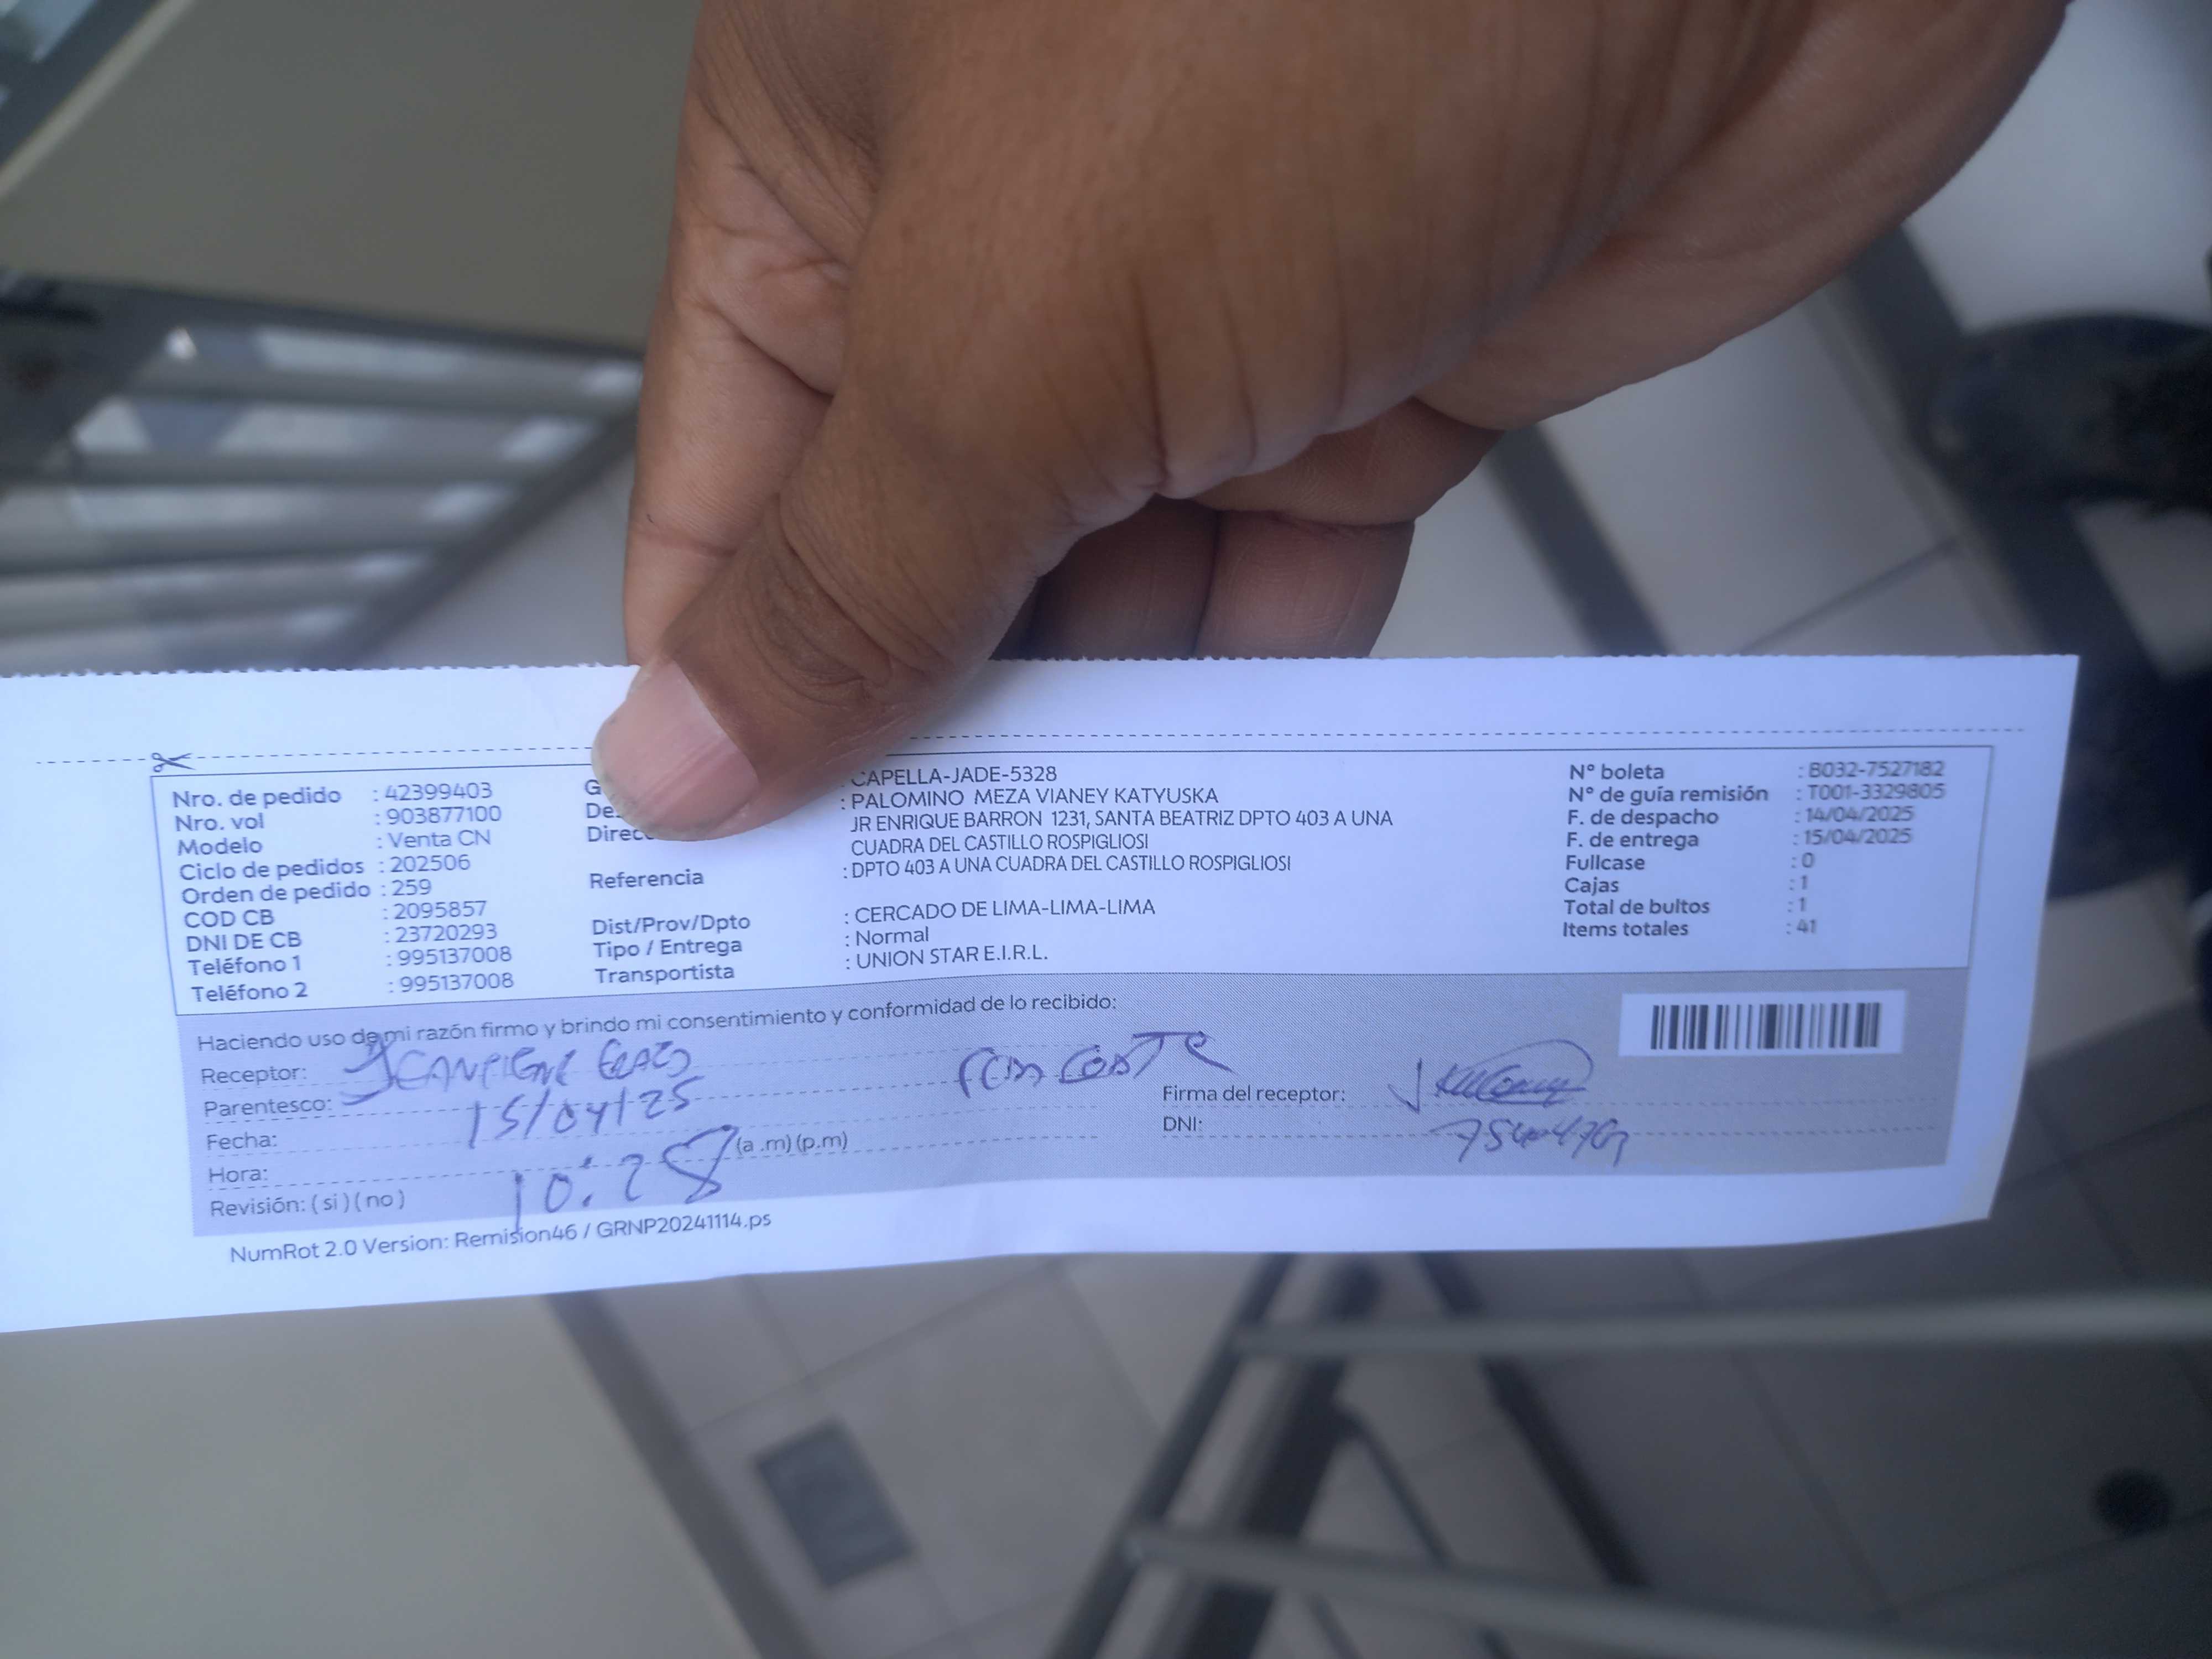 Nro. de pedido : 42399403
Nro. vol : 903877100
Modelo : Venta CN
Ciclo de pedidos : 202506
Orden de pedido : 259
COD CB : 2095857
DNI DE CB : 23720293
Teléfono 1 : 995137008
Teléfono 2 : 995137008
CAPELLA-JADE-5328
: PALOMINO MEZA VIANEY KATYUSKA
JR ENRIQUE BARRON 1231, SANTA BEATRIZ DPTO 403 A UNA
CUADRA DEL CASTILLO ROSPIGLIOSI
Referencia : DPTO 403 A UNA CUADRA DEL CASTILLO ROSPIGLIOSI
Dist/Prov/Dpto : CERCADO DE LIMA-LIMA-LIMA
Tipo / Entrega : Normal
Transportista : UNION STAR E.I.R.L.
N° boleta : B032-7527182
N° de guía remisión : T001-3329805
F. de despacho : 14/04/2025
F. de entrega : 15/04/2025
Fullcase : 0
Cajas : 1
Total de bultos : 1
Items totales : 41
Haciendo uso de mi razón firmo y brindo mi consentimiento y conformidad de lo recibido:
Receptor:
Parentesco:
Fecha: 15/04/25
Hora: 10:28 (a .m) (p.m)
Revisión: ( si ) ( no )
Firma del receptor:
DNI:
NumRot 2.0 Version: Remision46 / GRNP20241114.ps